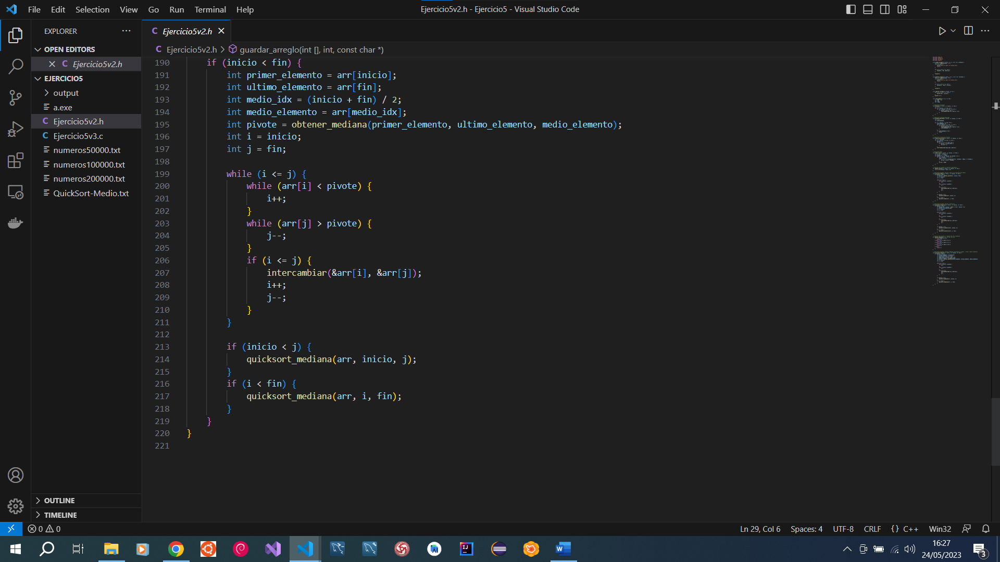 File Edit Selection View Go Run Terminal Help
Ejercicio5v2.h - Ejercicio5 - Visual Studio Code
EXPLORER
OPEN EDITORS
C Ejercicio5v2.h
EJERCICIO5
output
a.exe
C Ejercicio5v2.h
C Ejercicio5v3.c
numeros50000.txt
numeros100000.txt
numeros200000.txt
QuickSort-Medio.txt
OUTLINE
TIMELINE
C Ejercicio5v2.h
C Ejercicio5v2.h > guardar_arreglo(int [], int, const char *)
190 if (inicio < fin) {
191 int primer_elemento = arr[inicio];
192 int ultimo_elemento = arr[fin];
193 int medio_idx = (inicio + fin) / 2;
194 int medio_elemento = arr[medio_idx];
195 int pivote = obtener_mediana(primer_elemento, ultimo_elemento, medio_elemento);
196 int i = inicio;
197 int j = fin;
198
199 while (i <= j) {
200 while (arr[i] < pivote) {
201 i++;
202 }
203 while (arr[j] > pivote) {
204 j--;
205 }
206 if (i <= j) {
207 intercambiar(&arr[i], &arr[j]);
208 i++;
209 j--;
210 }
211 }
212
213 if (inicio < j) {
214 quicksort_mediana(arr, inicio, j);
215 }
216 if (i < fin) {
217 quicksort_mediana(arr, i, fin);
218 }
219 }
220 }
221
0 0
Ln 29, Col 6 Spaces: 4 UTF-8 CRLF {} C++ Win32
16:27
24/05/2023
3